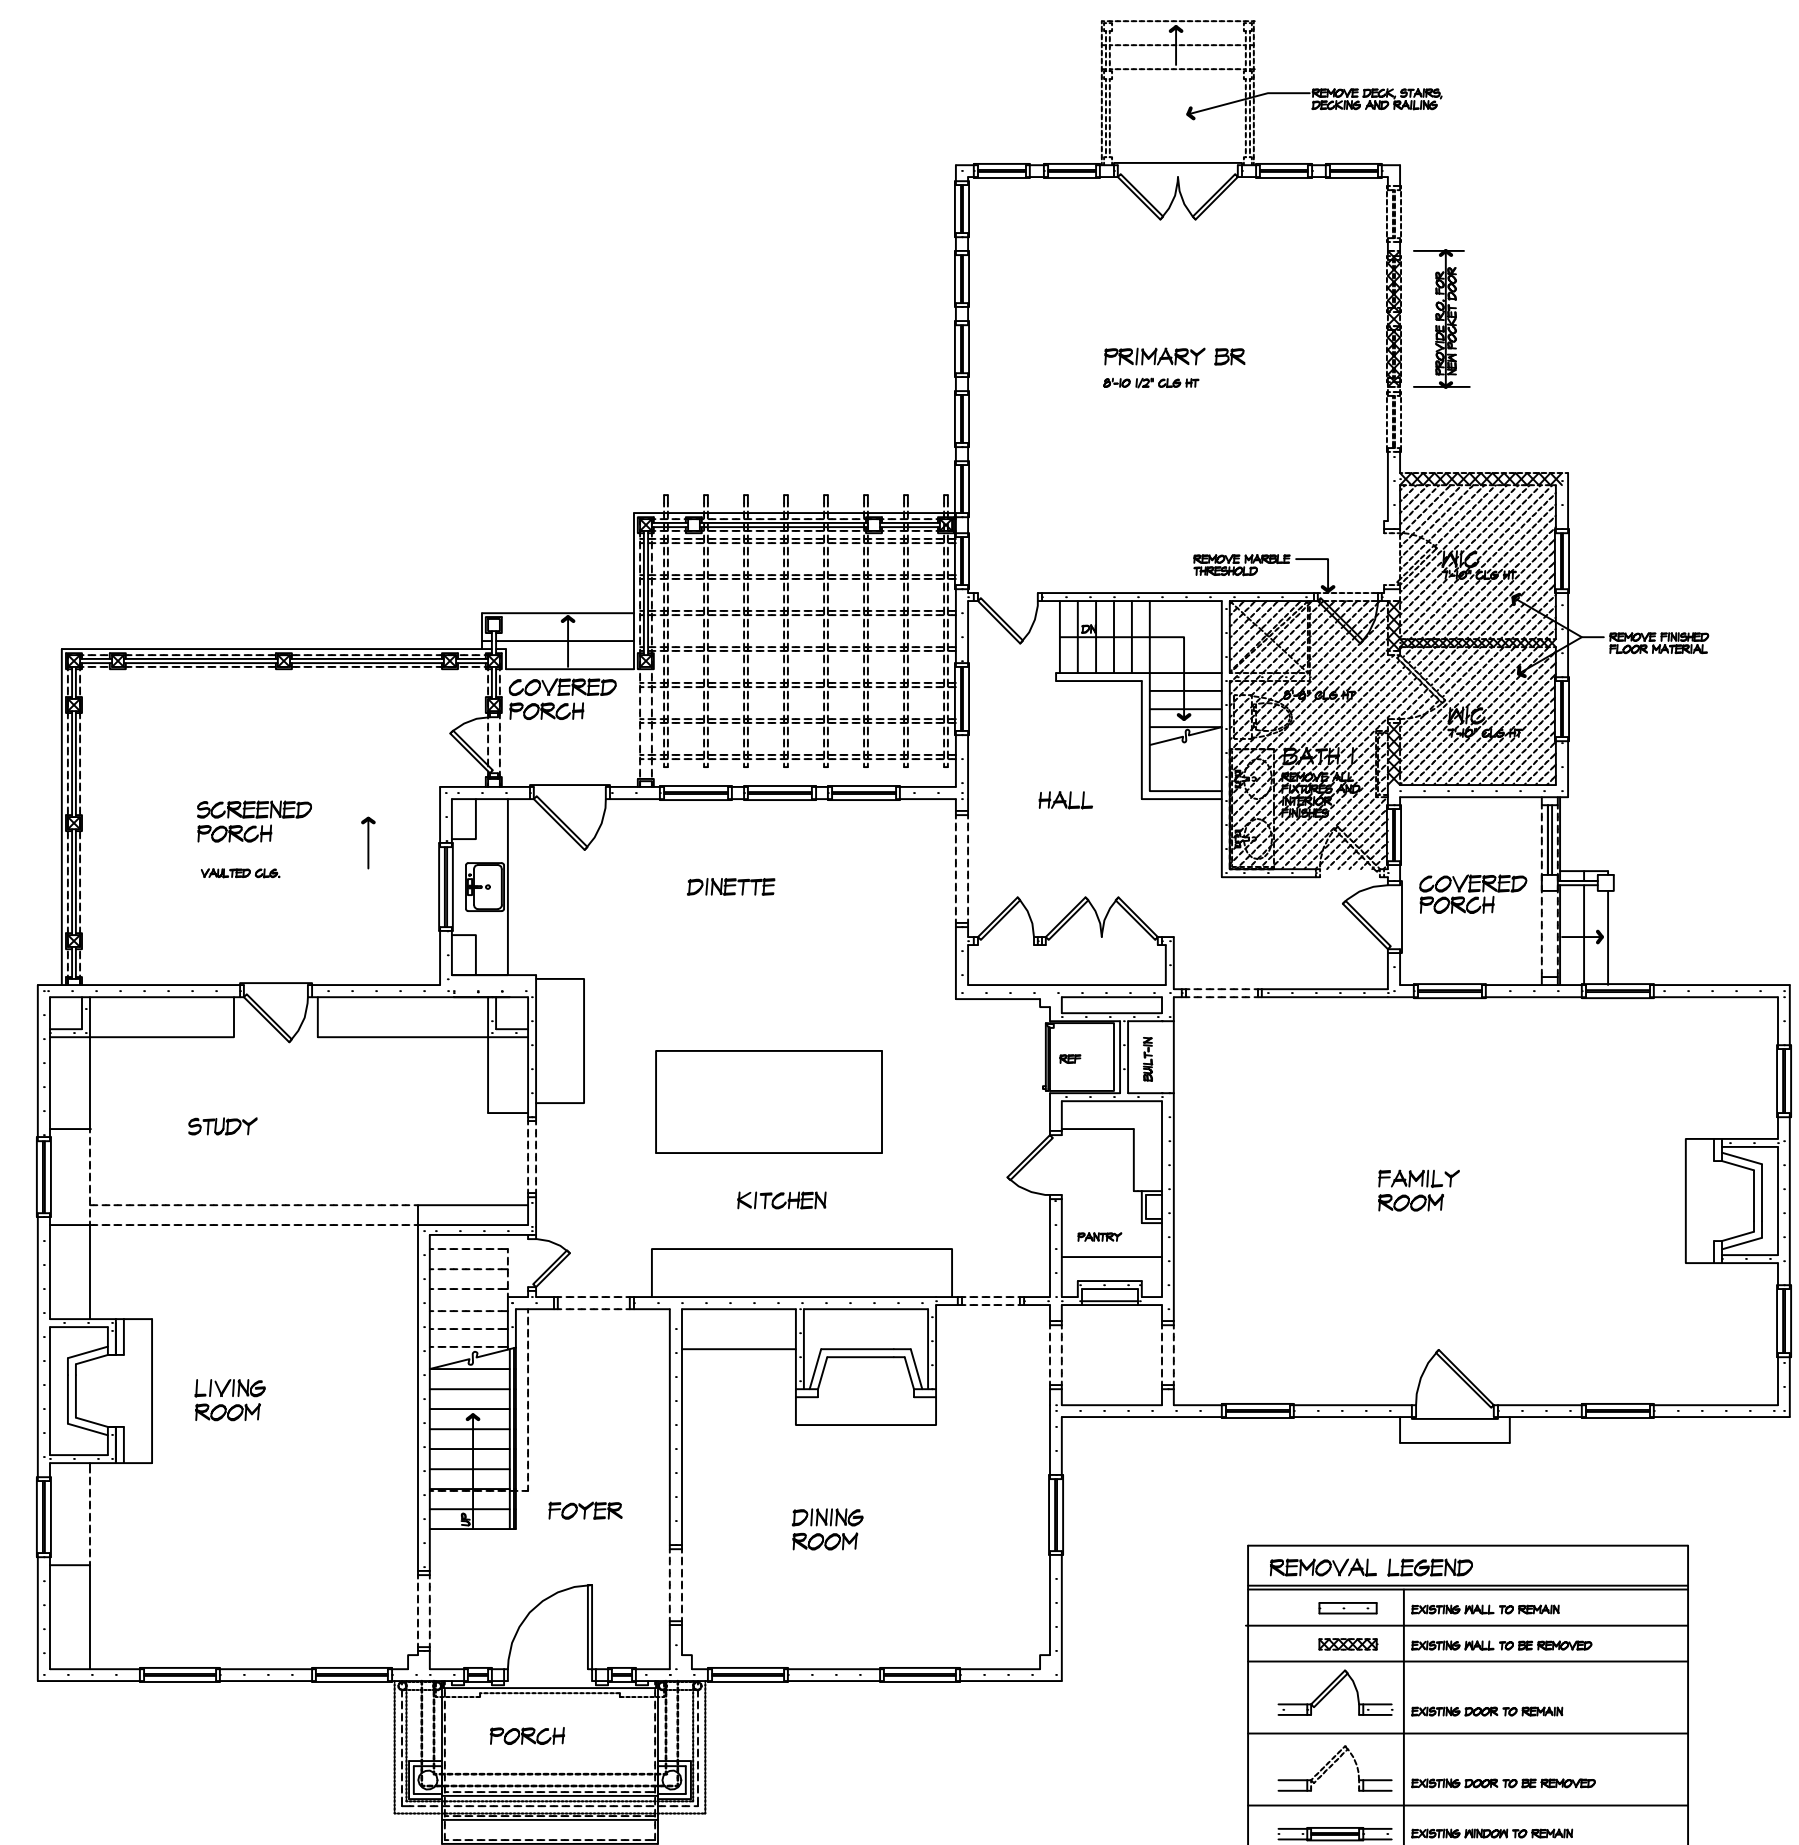 REMOVE DECK, STAIRS,
DECKING AND RAILING
PROVIDE R.O. FOR
NEW POCKET DOOR
PRIMARY BR
8'-10 1/2" CLG HT
REMOVE MARBLE
THRESHOLD
WIC
7'-10" CLG HT
REMOVE FINISHED
FLOOR MATERIAL
DN
8'-8" CLG HT
WIC
7'-10" CLG HT
BATH 1
REMOVE ALL
FIXTURES AND
INTERIOR
FINISHES
COVERED
PORCH
SCREENED
PORCH
VAULTED CLG.
HALL
DINETTE
COVERED
PORCH
REF
BUILT-IN
STUDY
KITCHEN
FAMILY
ROOM
PANTRY
LIVING
ROOM
UP
FOYER
DINING
ROOM
PORCH
REMOVAL LEGEND
EXISTING WALL TO REMAIN
EXISTING WALL TO BE REMOVED
EXISTING DOOR TO REMAIN
EXISTING DOOR TO BE REMOVED
EXISTING WINDOW TO REMAIN